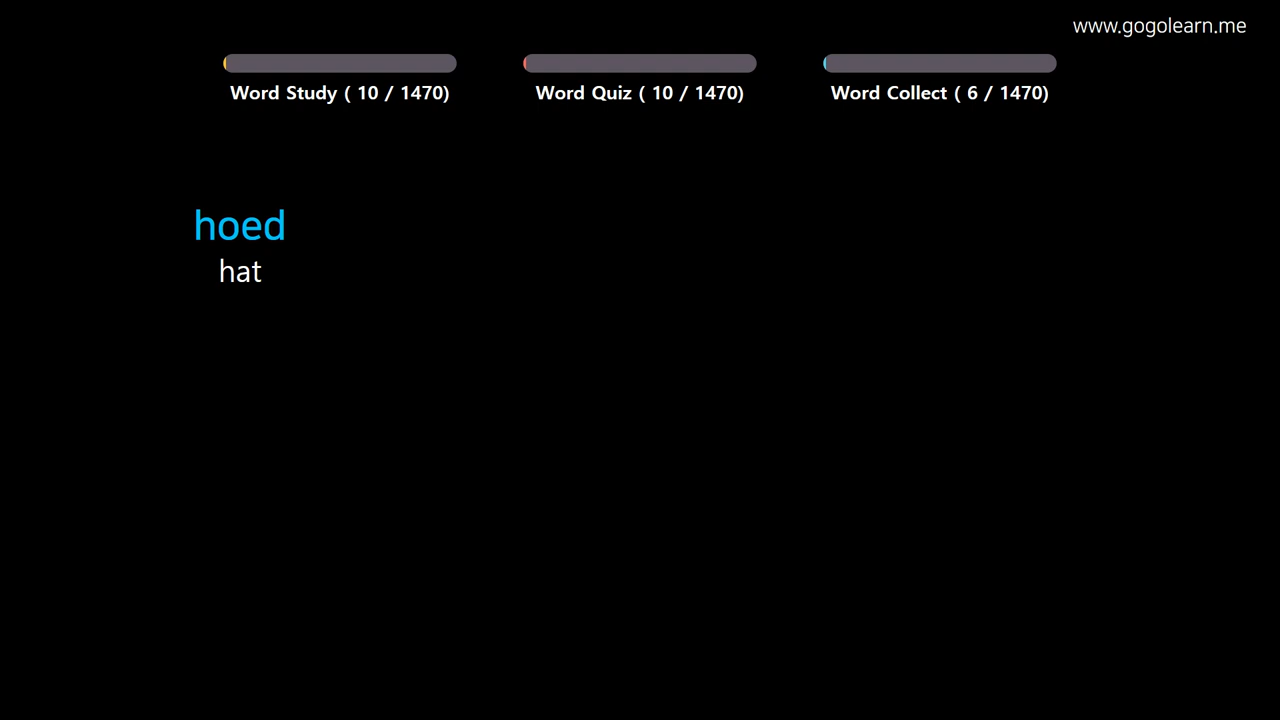 www.gogolearn.me
Word Study ( 10 / 1470)
Word Quiz ( 10 / 1470)
Word Collect ( 6 / 1470)
hoed
hat